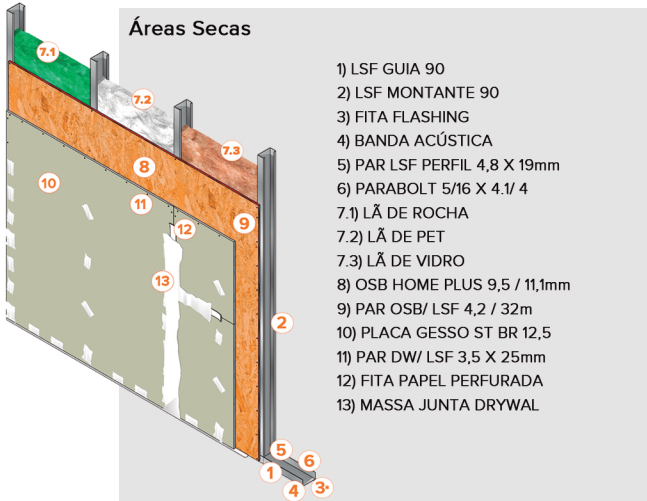 Áreas Secas
1) LSF GUIA 90
2) LSF MONTANTE 90
3) FITA FLASHING
4) BANDA ACÚSTICA
5) PAR LSF PERFIL 4,8 X 19mm
6) PARABOLT 5/16 X 4.1/ 4
7.1) LÃ DE ROCHA
7.2) LÃ DE PET
7.3) LÃ DE VIDRO
8) OSB HOME PLUS 9,5 / 11,1mm
9) PAR OSB/ LSF 4,2 / 32m
10) PLACA GESSO ST BR 12,5
11) PAR DW/ LSF 3,5 X 25mm
12) FITA PAPEL PERFURADA
13) MASSA JUNTA DRYWAL
7.1
7.2
7.3
8
10
11
9
12
13
2
5
6
1
4
3*